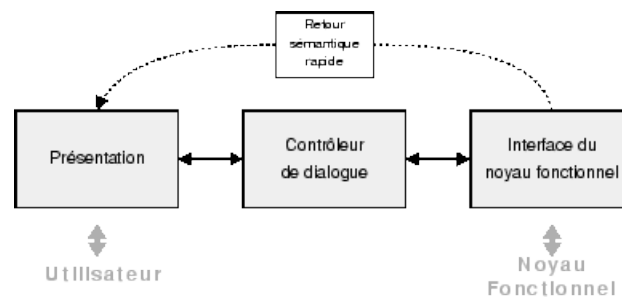 Retour
sémantique
rapide
Présentation
Contrôleur
de dialogue
Interface du
noyau fonctionnel
Utilisateur
Noyau
Fonctionnel